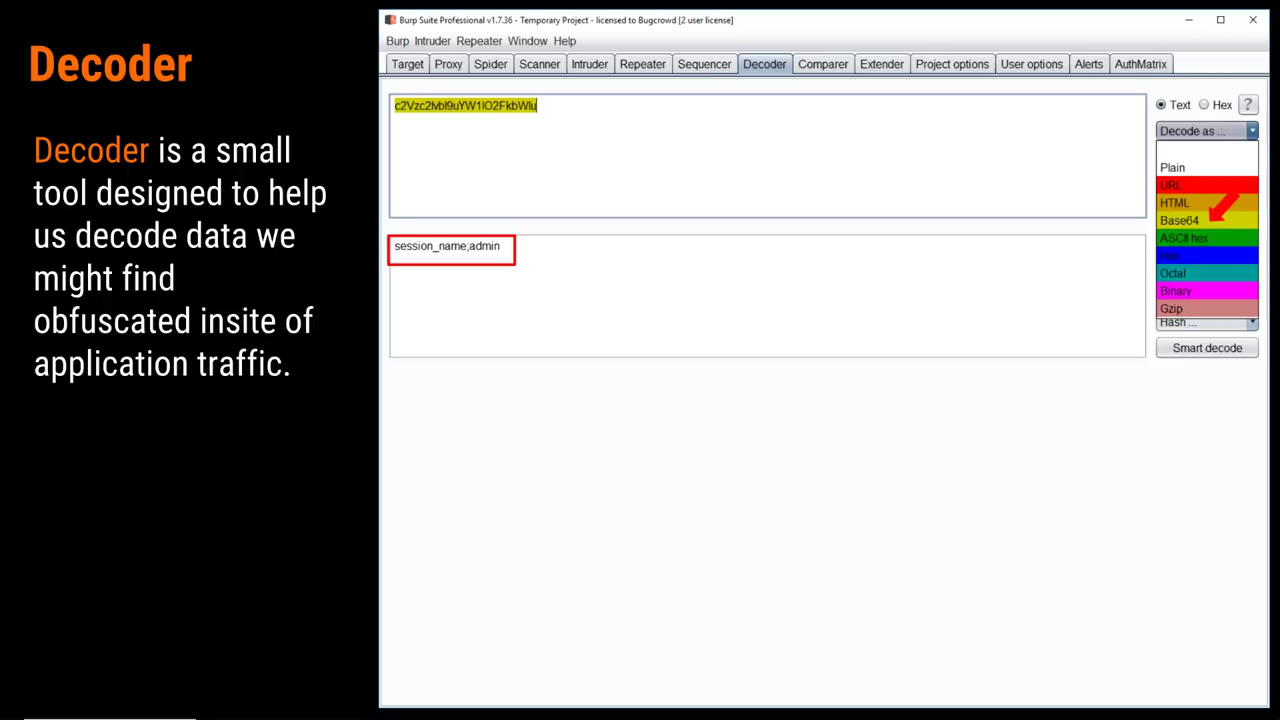 Decoder
Decoder is a small
tool designed to help
us decode data we
might find
obfuscated insite of
application traffic.
Burp Suite Professional v1.7.36 - Temporary Project - licensed to Bugcrowd [2 user license]
Burp Intruder Repeater Window Help
Target Proxy Spider Scanner Intruder Repeater Sequencer Decoder Comparer Extender Project options User options Alerts AuthMatrix
c2Vzc2lvbl9uYW1lO2FkbWlu
Text Hex ?
Decode as ...
Plain
URL
HTML
Base64
ASCII hex
Hex
Octal
Binary
Gzip
Hash ...
Smart decode
session_name;admin